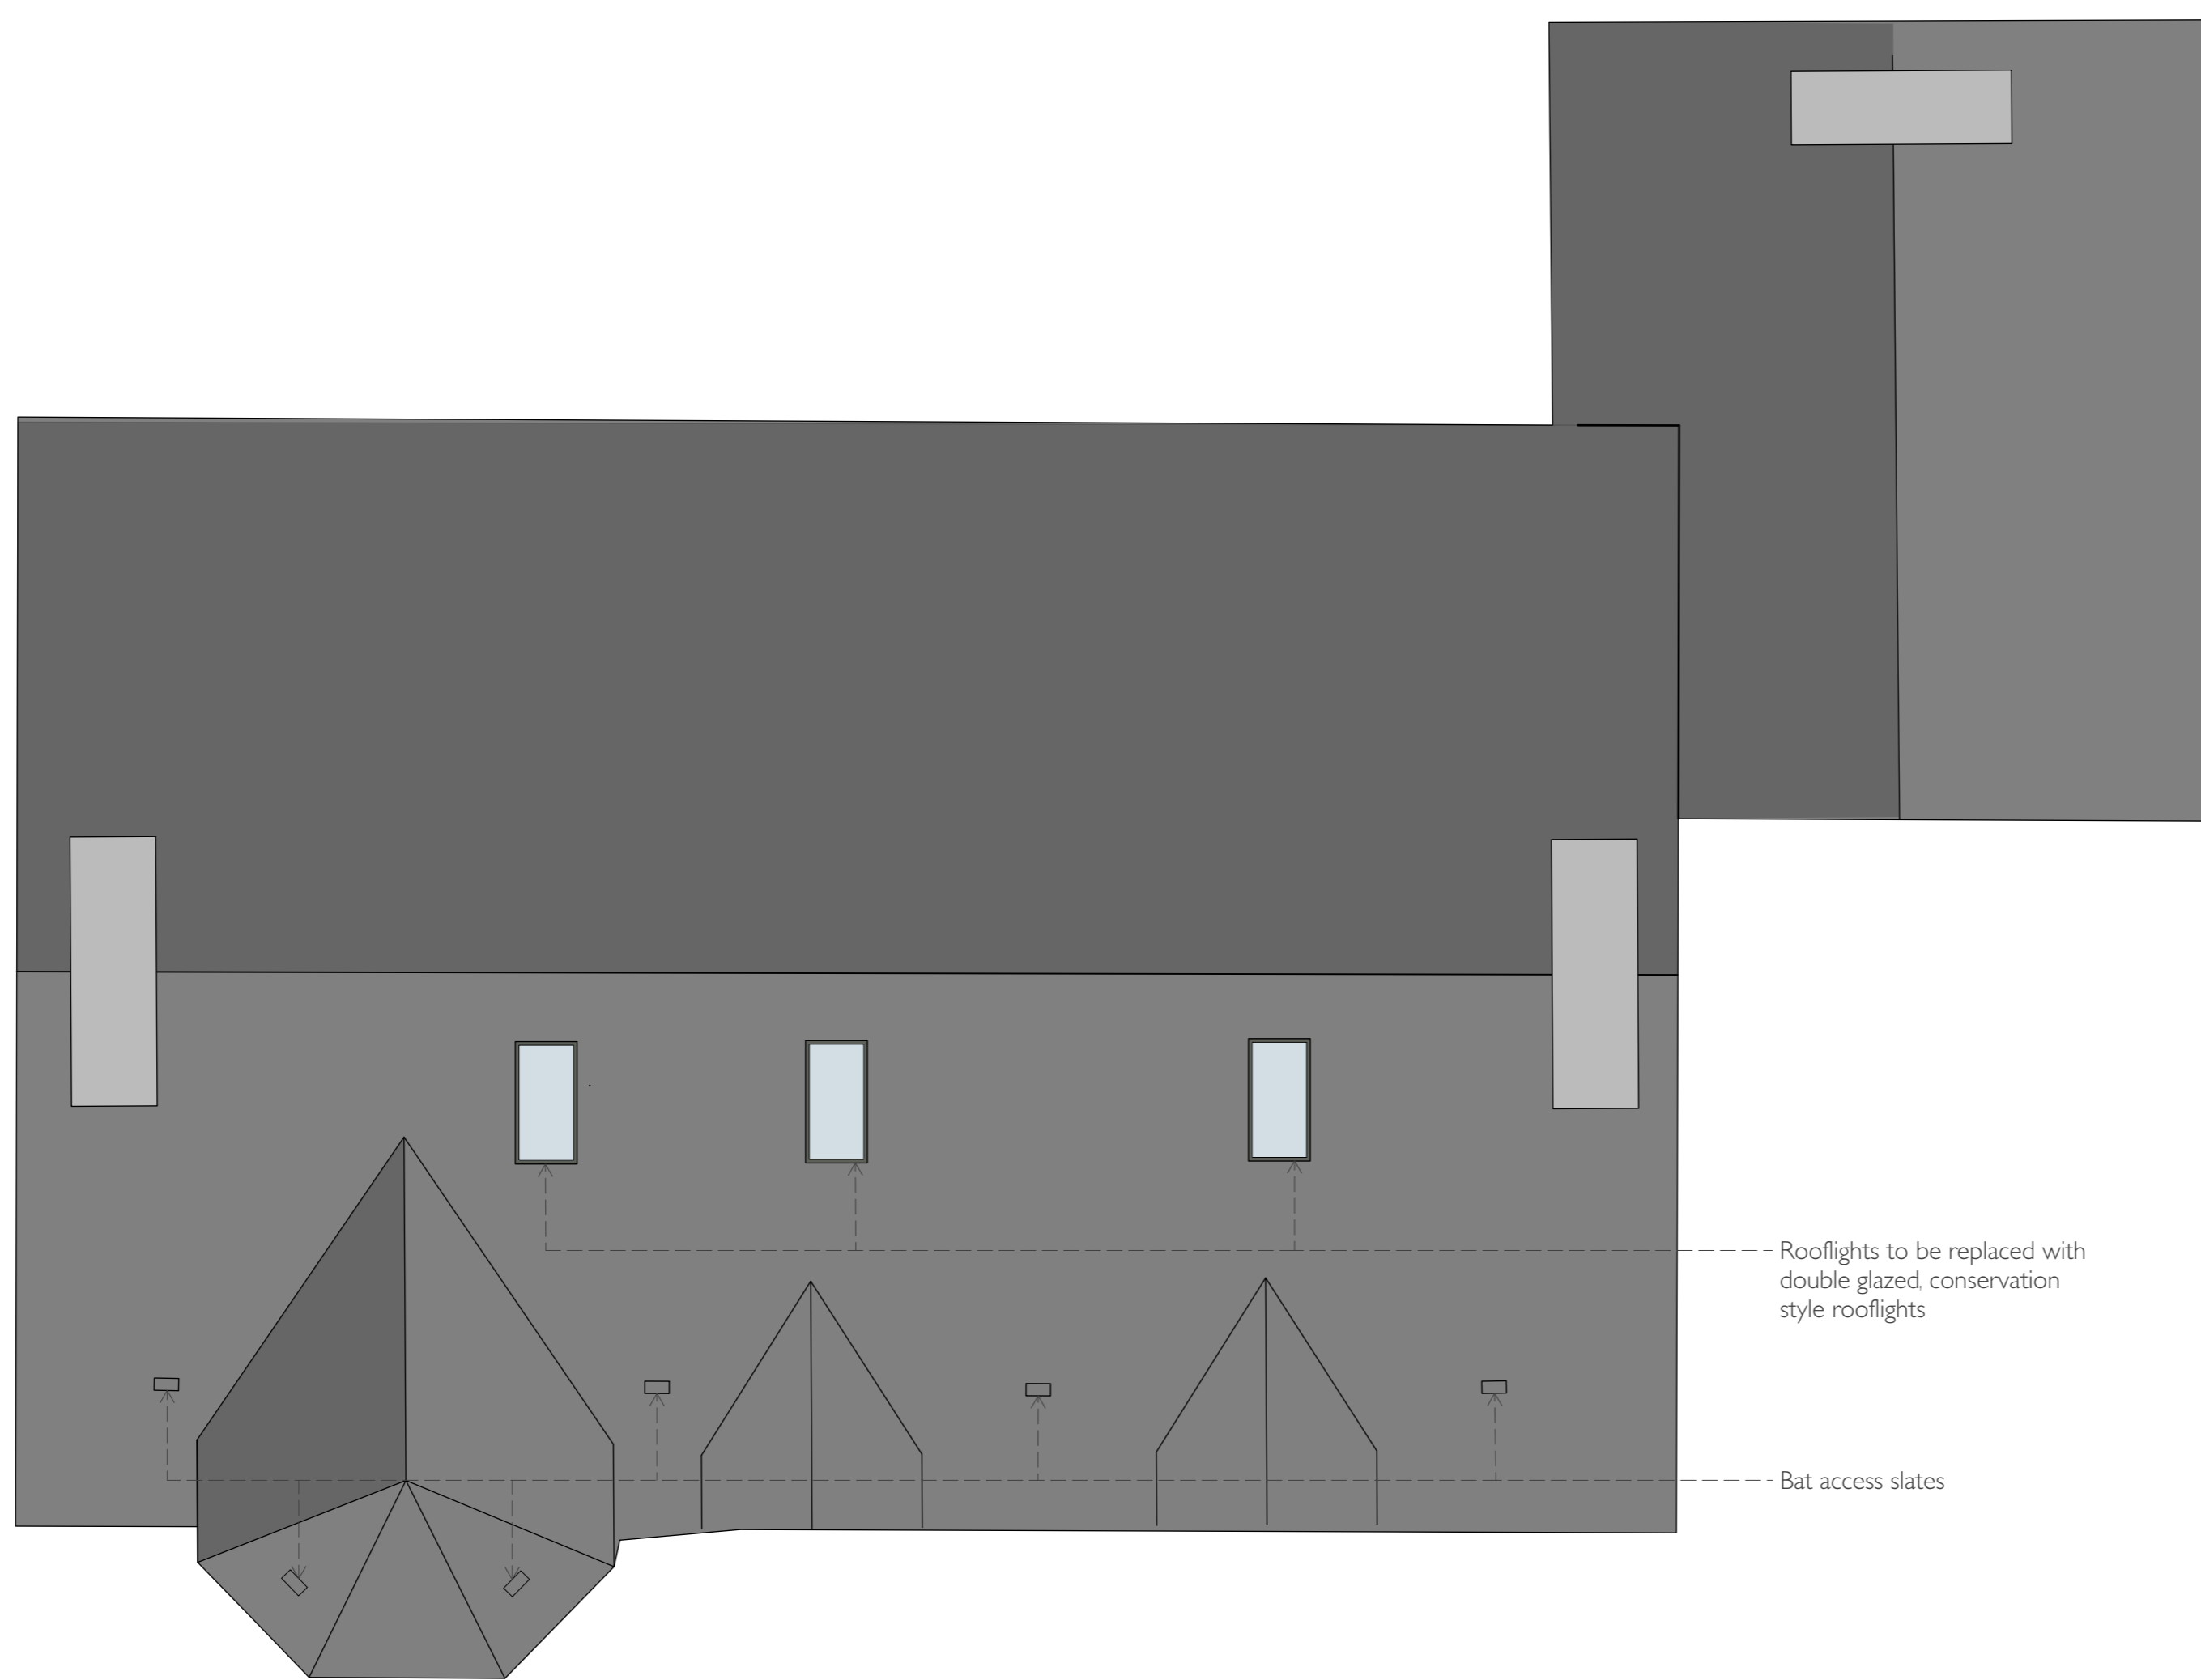 Rooflights to be replaced with
double glazed, conservation
style rooflights
Bat access slates